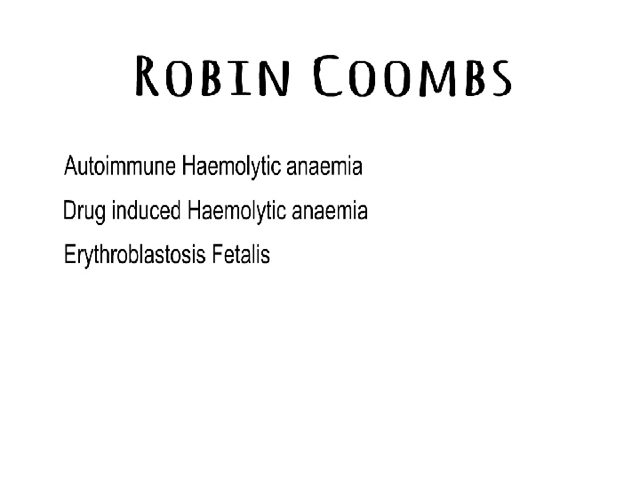 ROBIN COOMBS
Autoimmune Haemolytic anaemia
Drug induced Haemolytic anaemia
Erythroblastosis Fetalis